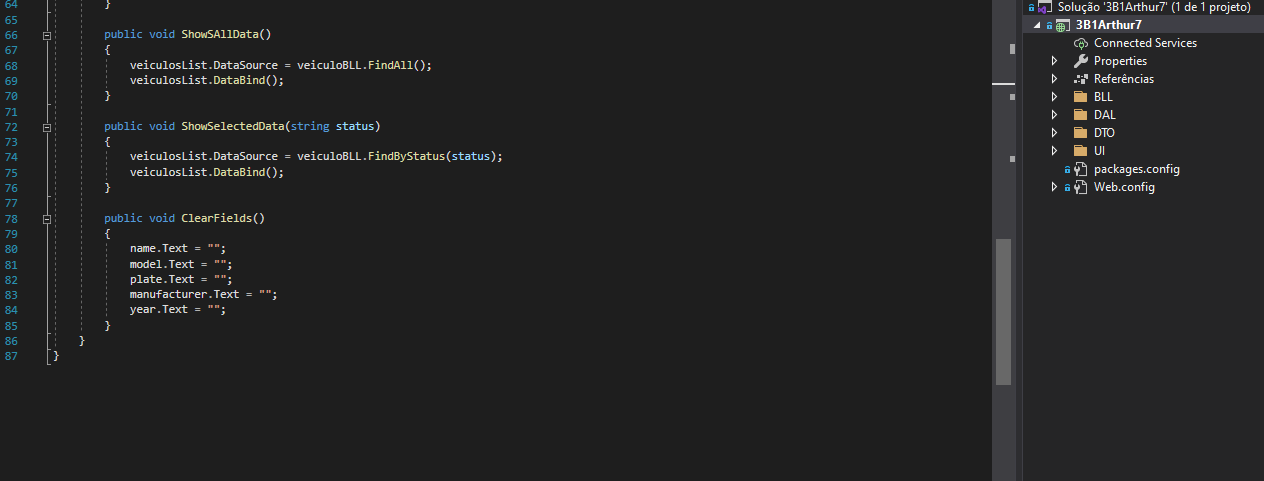 64 }
65
66 public void ShowSAllData()
67 {
68 veiculosList.DataSource = veiculoBLL.FindAll();
69 veiculosList.DataBind();
70 }
71
72 public void ShowSelectedData(string status)
73 {
74 veiculosList.DataSource = veiculoBLL.FindByStatus(status);
75 veiculosList.DataBind();
76 }
77
78 public void ClearFields()
79 {
80 name.Text = "";
81 model.Text = "";
82 plate.Text = "";
83 manufacturer.Text = "";
84 year.Text = "";
85 }
86 }
87 }
Solução '3B1Arthur7' (1 de 1 projeto)
3B1Arthur7
Connected Services
Properties
Referências
BLL
DAL
DTO
UI
packages.config
Web.config